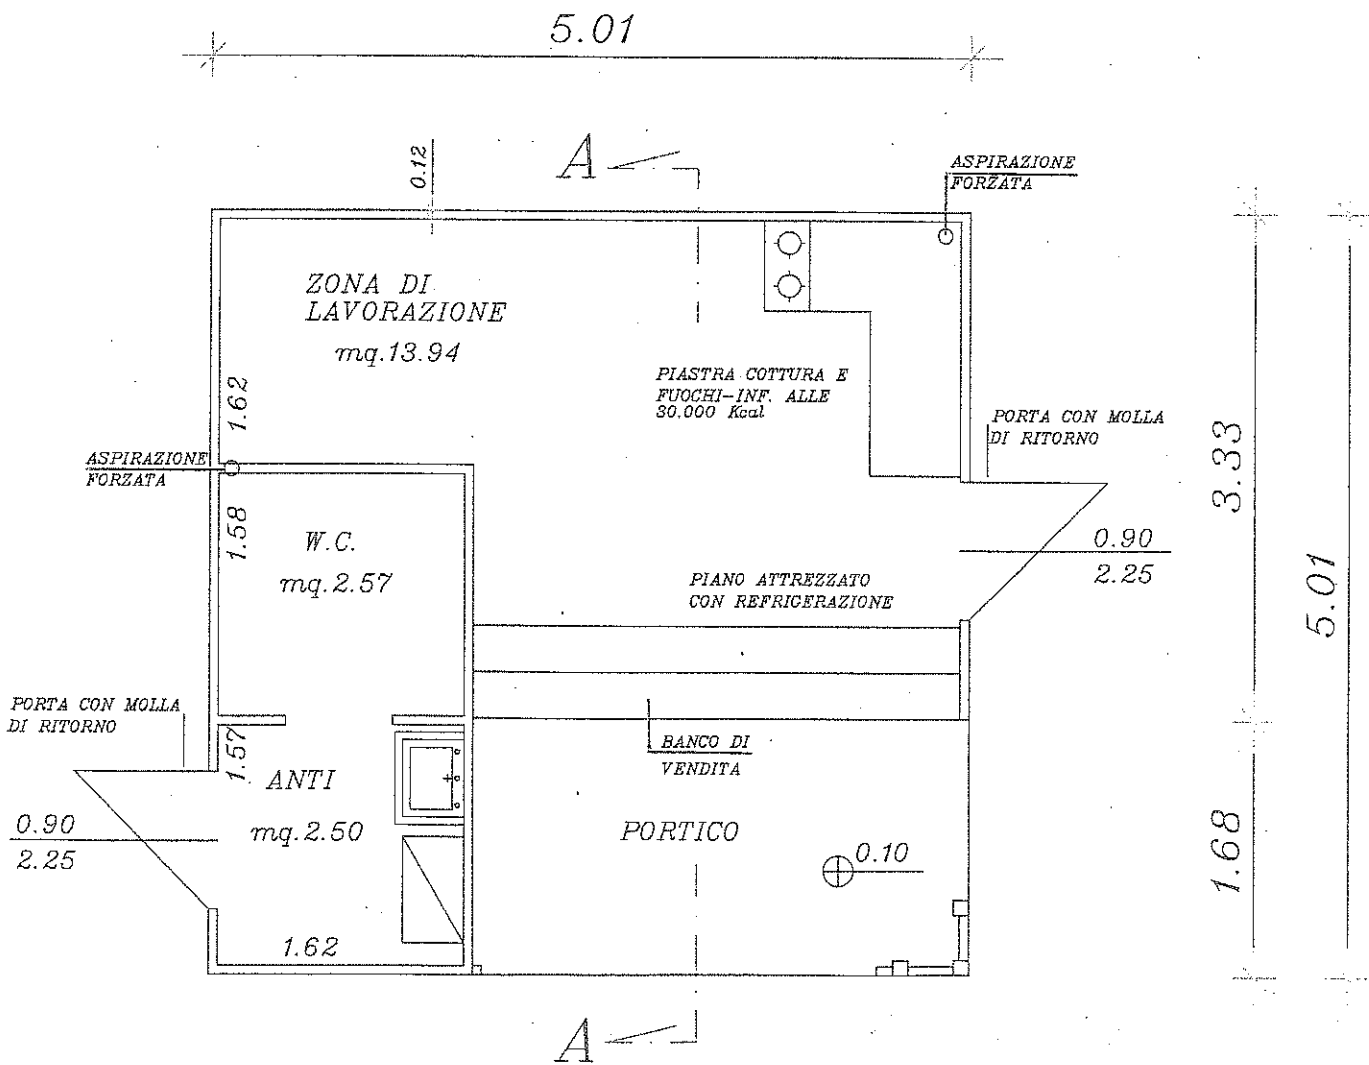 5.01
A
0.12
ASPIRAZIONE
FORZATA
ZONA DI
LAVORAZIONE
mq.13.94
1.62
PIASTRA COTTURA E
FUOCHI-INF. ALLE
30.000 Kcal
PORTA CON MOLLA
DI RITORNO
3.33
ASPIRAZIONE
FORZATA
1.58
W.C.
mq.2.57
0.90
2.25
PIANO ATTREZZATO
CON REFRIGERAZIONE
5.01
PORTA CON MOLLA
DI RITORNO
1.57
ANTI
mq.2.50
BANCO DI
VENDITA
0.90
2.25
PORTICO
0.10
1.68
1.62
A